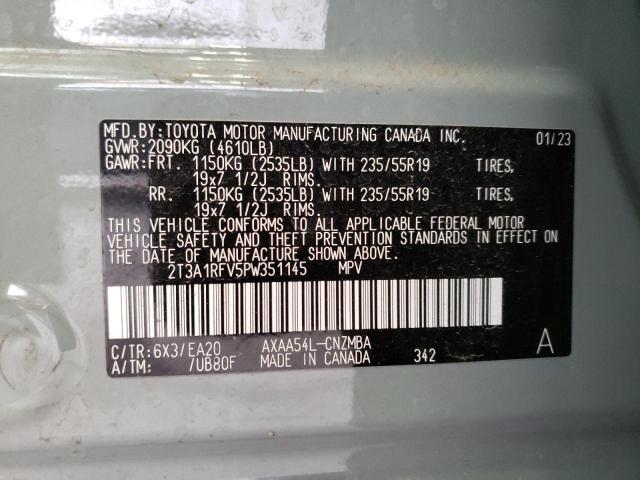 MFD.BY:TOYOTA MOTOR MANUFACTURING CANADA INC. 01/23
GVWR:2090KG (4610LB)
GAWR:FRT. 1150KG (2535LB) WITH 235/55R19 TIRES,
19x7 1/2J RIMS.
RR. 1150KG (2535LB) WITH 235/55R19 TIRES,
19x7 1/2J RIMS.
THIS VEHICLE CONFORMS TO ALL APPLICABLE FEDERAL MOTOR
VEHICLE SAFETY AND THEFT PREVENTION STANDARDS IN EFFECT ON
THE DATE OF MANUFACTURE SHOWN ABOVE.
2T3A1RFV5PW351145 MPV
C/TR:6X3/EA20 AXAA54L-CNZMBA A
A/TM: /UB80F MADE IN CANADA 342